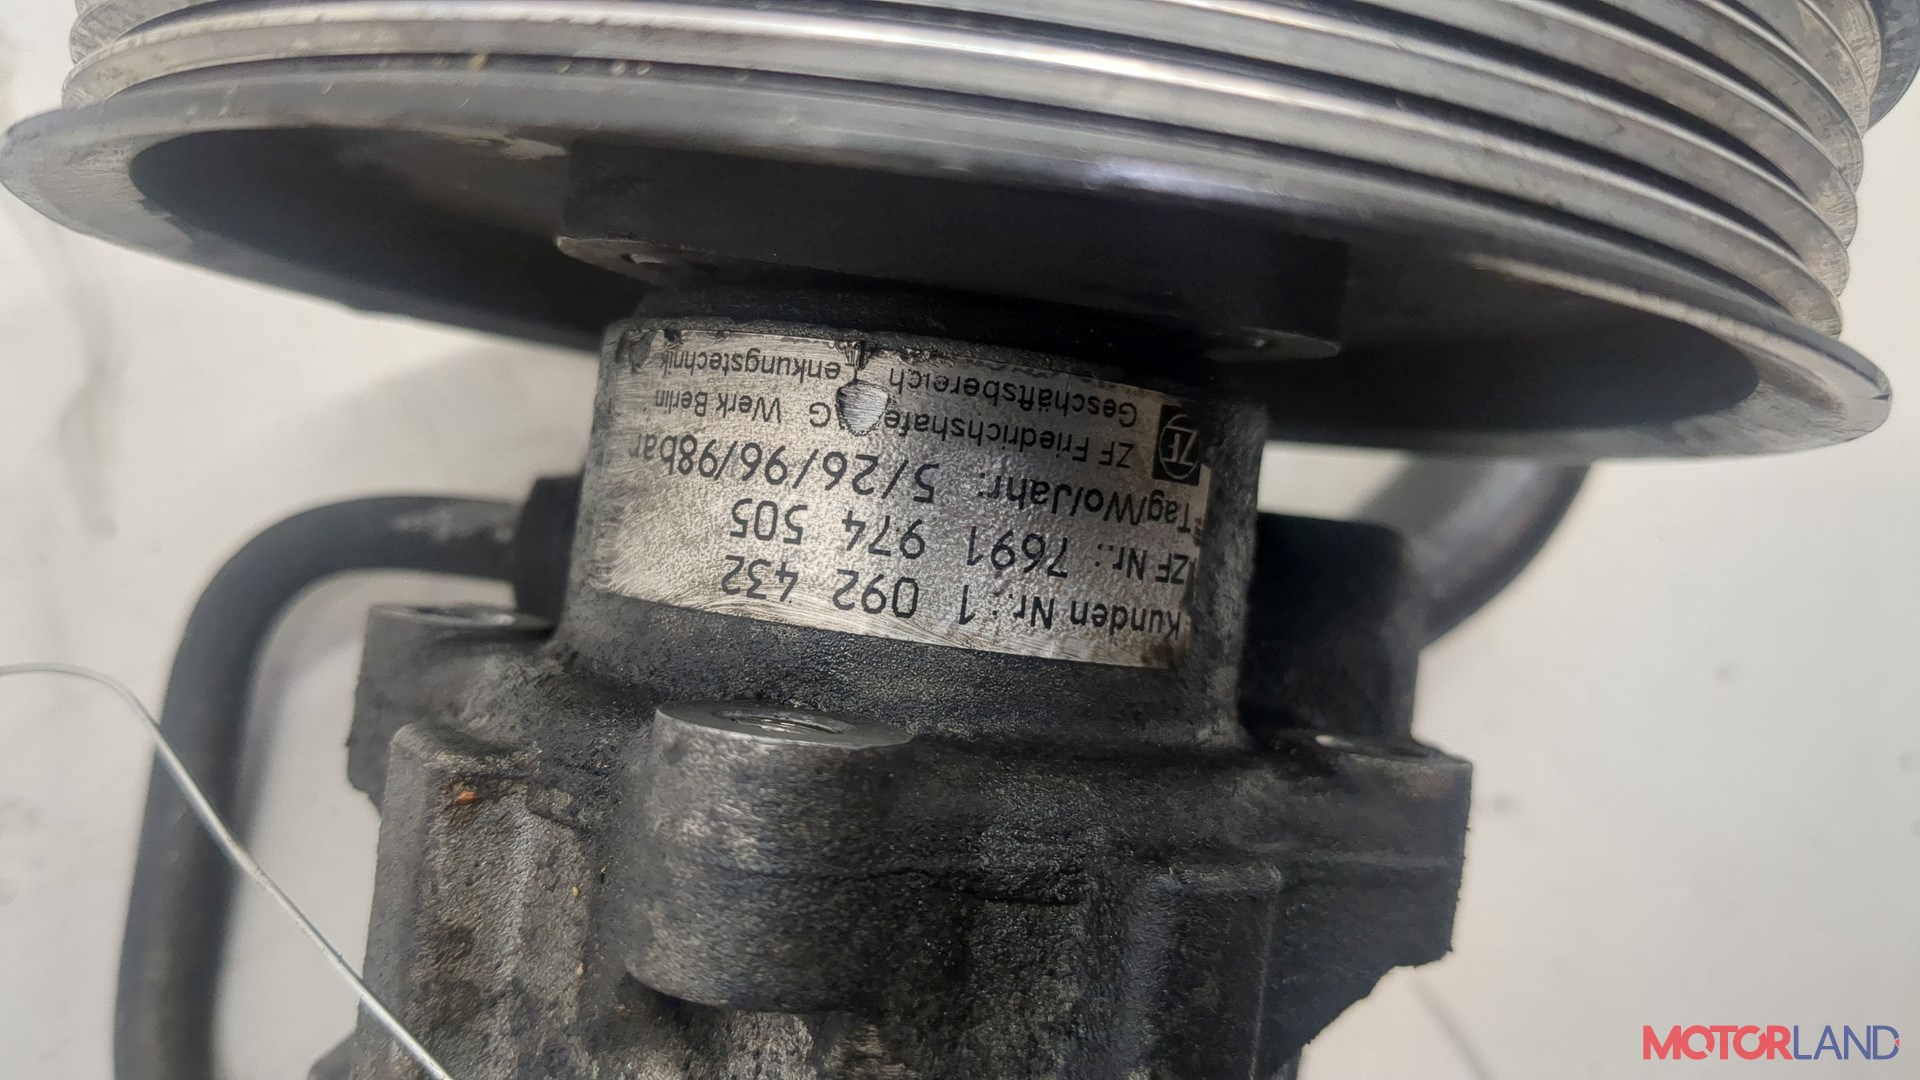 Kunden Nr.: 1 092 432
ZF Nr.: 7691 974 505
Tag/Wo/Jahr: 5/26/96/98bar
ZF ZF Friedrichshafe G Werk Berlin
Geschäftsbereich enkungstechnik
MOTORLAND